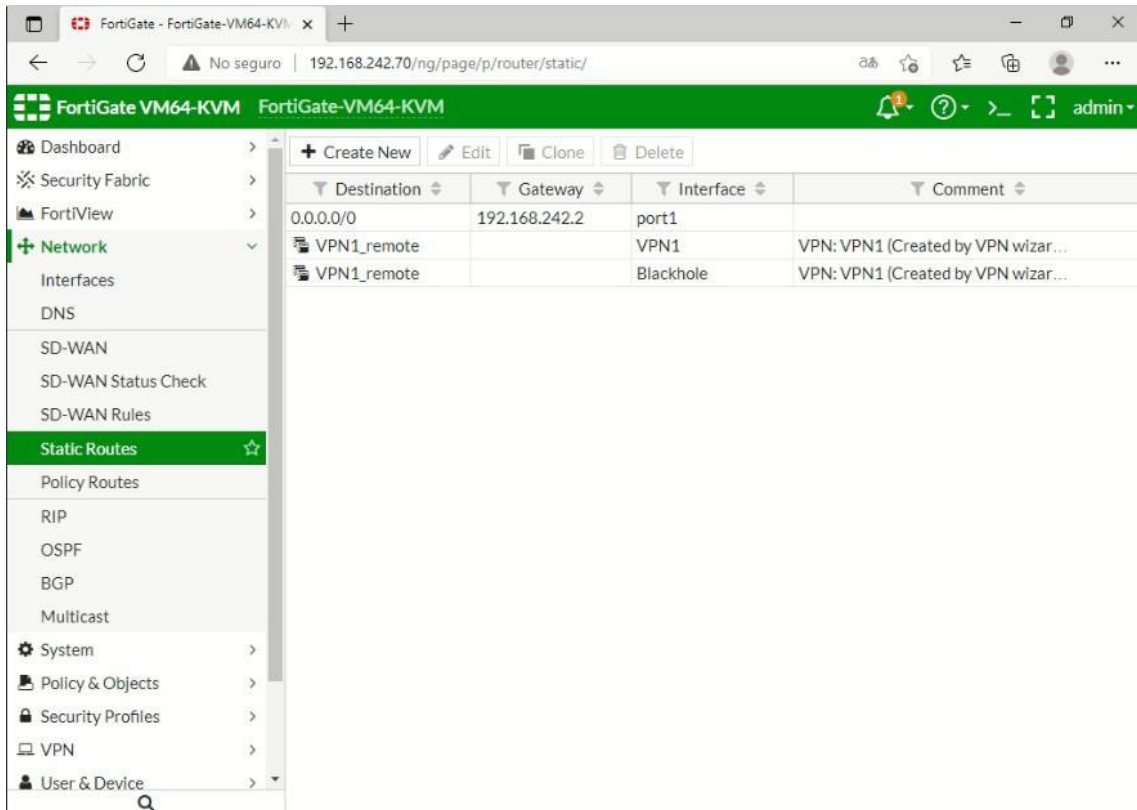 FortiGate - FortiGate-VM64-KVM
No seguro | 192.168.242.70/ng/page/p/router/static/
FortiGate VM64-KVM FortiGate-VM64-KVM 1 admin
Dashboard
Security Fabric
FortiView
Network
Interfaces
DNS
SD-WAN
SD-WAN Status Check
SD-WAN Rules
Static Routes
Policy Routes
RIP
OSPF
BGP
Multicast
System
Policy & Objects
Security Profiles
VPN
User & Device
+ Create New Edit Clone Delete
Destination Gateway Interface Comment
0.0.0.0/0 192.168.242.2 port1
VPN1_remote VPN1 VPN: VPN1 (Created by VPN wizar...
VPN1_remote Blackhole VPN: VPN1 (Created by VPN wizar...